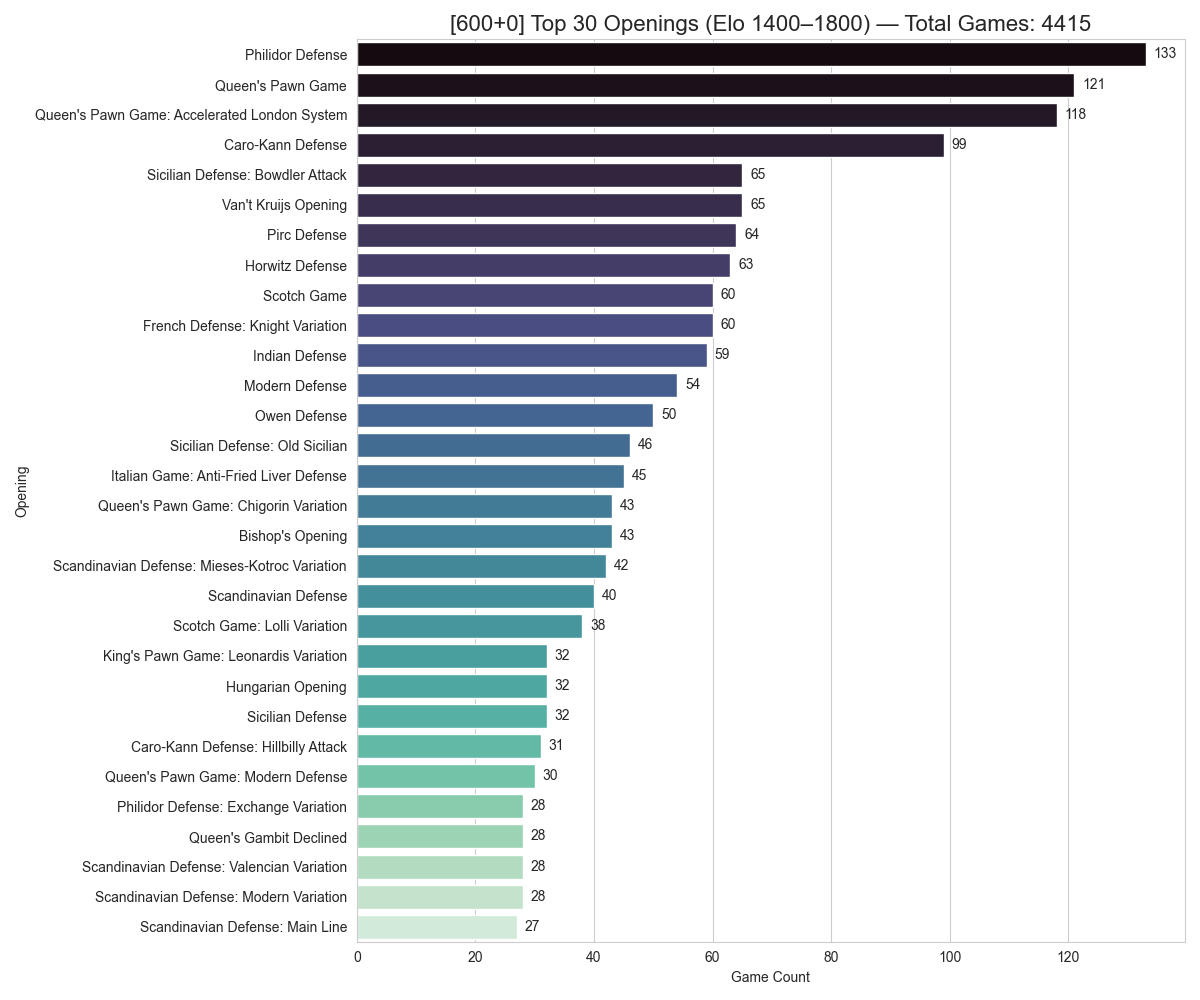 [600+0] Top 30 Openings (Elo 1400–1800) — Total Games: 4415
Philidor Defense 133
Queen's Pawn Game 121
Queen's Pawn Game: Accelerated London System 118
Caro-Kann Defense 99
Sicilian Defense: Bowdler Attack 65
Van't Kruijs Opening 65
Pirc Defense 64
Horwitz Defense 63
Scotch Game 60
French Defense: Knight Variation 60
Indian Defense 59
Modern Defense 54
Owen Defense 50
Sicilian Defense: Old Sicilian 46
Italian Game: Anti-Fried Liver Defense 45
Queen's Pawn Game: Chigorin Variation 43
Bishop's Opening 43
Scandinavian Defense: Mieses-Kotroc Variation 42
Scandinavian Defense 40
Scotch Game: Lolli Variation 38
King's Pawn Game: Leonardis Variation 32
Hungarian Opening 32
Sicilian Defense 32
Caro-Kann Defense: Hillbilly Attack 31
Queen's Pawn Game: Modern Defense 30
Philidor Defense: Exchange Variation 28
Queen's Gambit Declined 28
Scandinavian Defense: Valencian Variation 28
Scandinavian Defense: Modern Variation 28
Scandinavian Defense: Main Line 27
Opening
0 20 40 60 80 100 120
Game Count